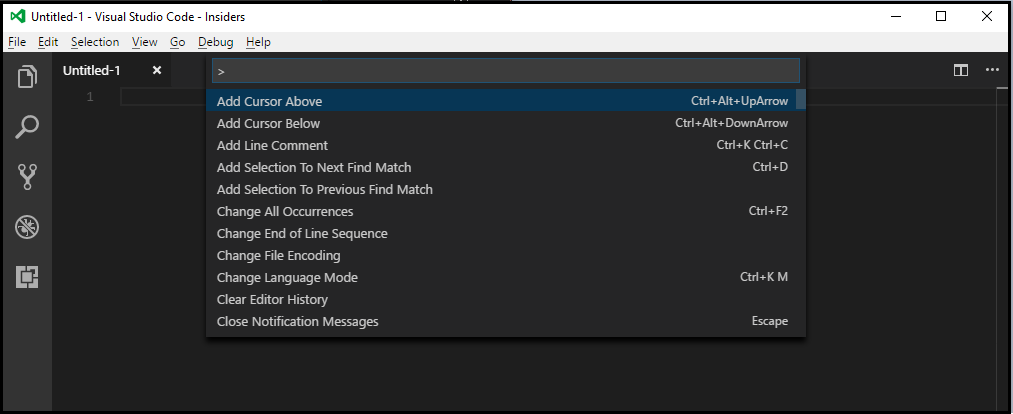 Untitled-1 - Visual Studio Code - Insiders
File Edit Selection View Go Debug Help
Untitled-1
>
1
Add Cursor Above Ctrl+Alt+UpArrow
Add Cursor Below Ctrl+Alt+DownArrow
Add Line Comment Ctrl+K Ctrl+C
Add Selection To Next Find Match Ctrl+D
Add Selection To Previous Find Match
Change All Occurrences Ctrl+F2
Change End of Line Sequence
Change File Encoding
Change Language Mode Ctrl+K M
Clear Editor History
Close Notification Messages Escape